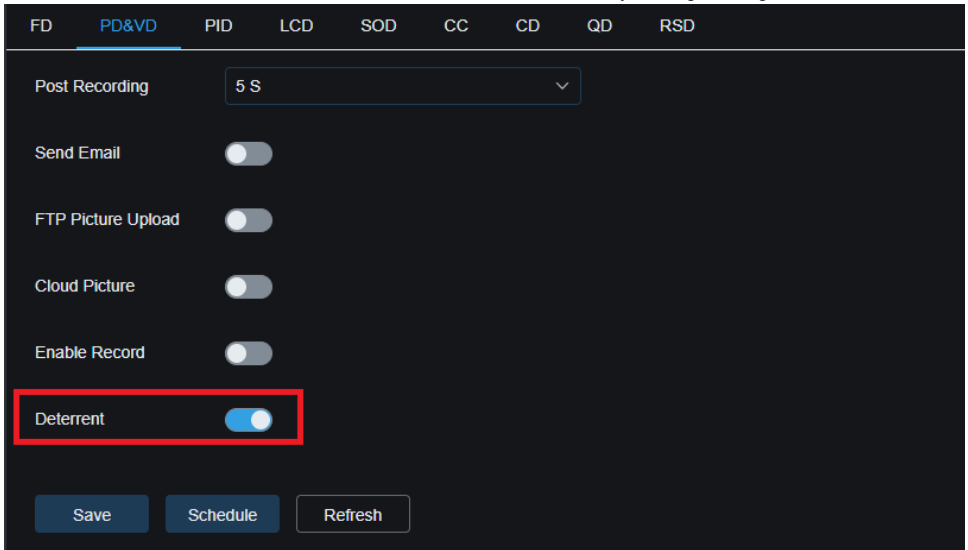 FD PD&VD PID LCD SOD CC CD QD RSD
Post Recording 5 S
Send Email
FTP Picture Upload
Cloud Picture
Enable Record
Deterrent
Save Schedule Refresh